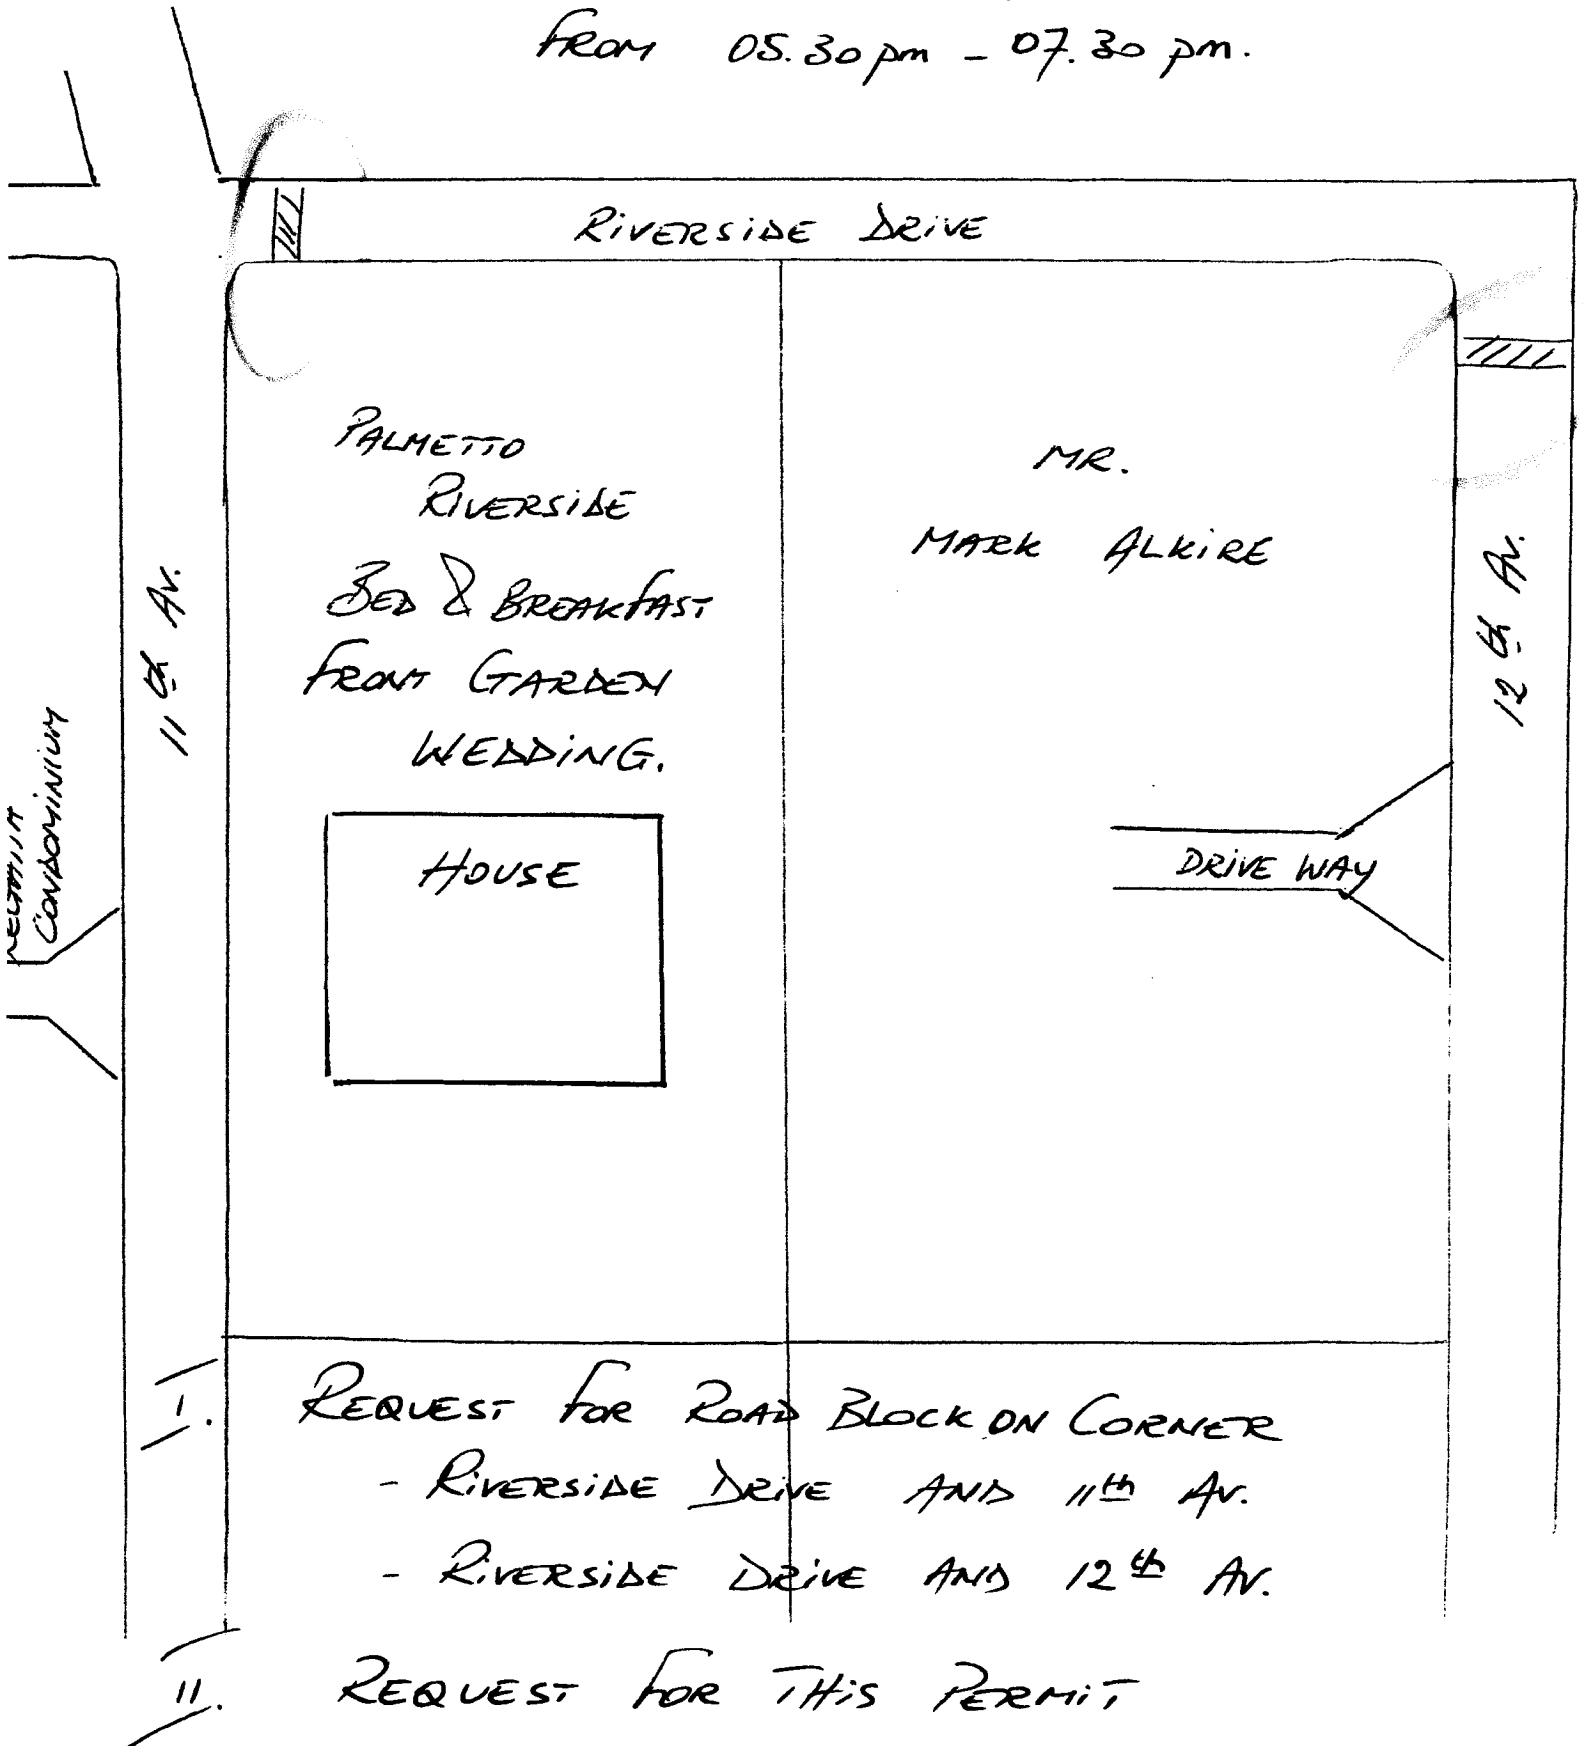 FROM 05.30 pm - 07.30 pm.
RIVERSIDE DRIVE
PALMETTO
RIVERSIDE
BED & BREAKFAST
FRONT GARDEN
WEDDING.
MR.
MARK ALKIRE
11th Av.
12th Av.
CONDOMINIUM
HOUSE
DRIVE WAY
I. REQUEST FOR ROAD BLOCK ON CORNER
- RIVERSIDE DRIVE AND 11th AV.
- RIVERSIDE DRIVE AND 12th AV.
II. REQUEST FOR THIS PERMIT